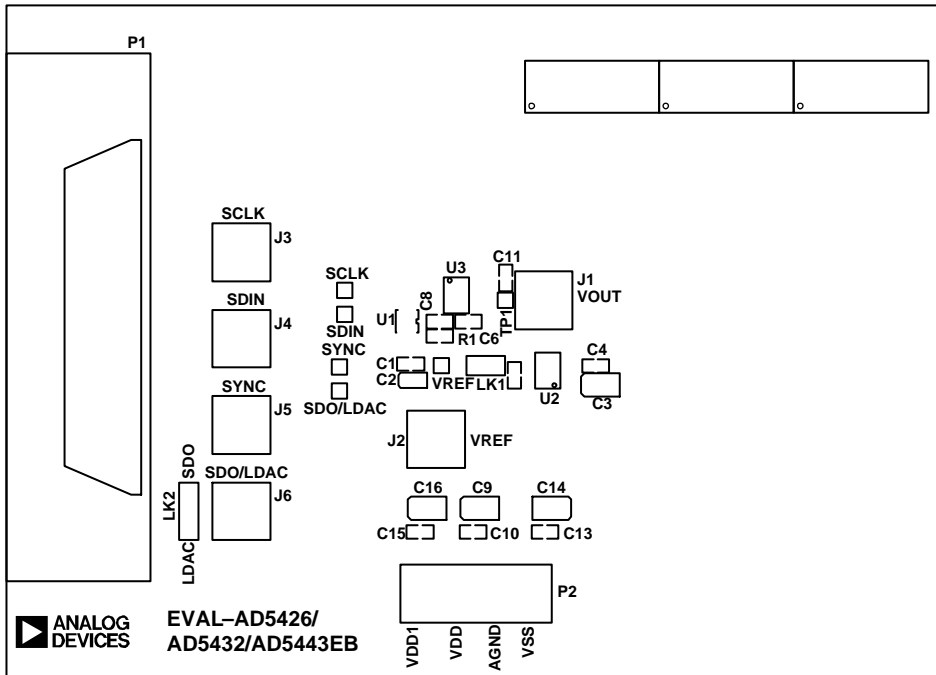 P1
SCLK
J3
SDIN
J4
SYNC
J5
SDO/LDAC
J6
LK2
SDO
LDAC
SCLK
SDIN
SYNC
SDO/LDAC
U1
C8
U3
R1
C6
C11
TP1
J1
VOUT
C1
C2
VREF
LK1
U2
C4
C3
J2
VREF
C16
C9
C14
C15
C10
C13
P2
VDD1
VDD
AGND
VSS
ANALOG
DEVICES
EVAL–AD5426/
AD5432/AD5443EB